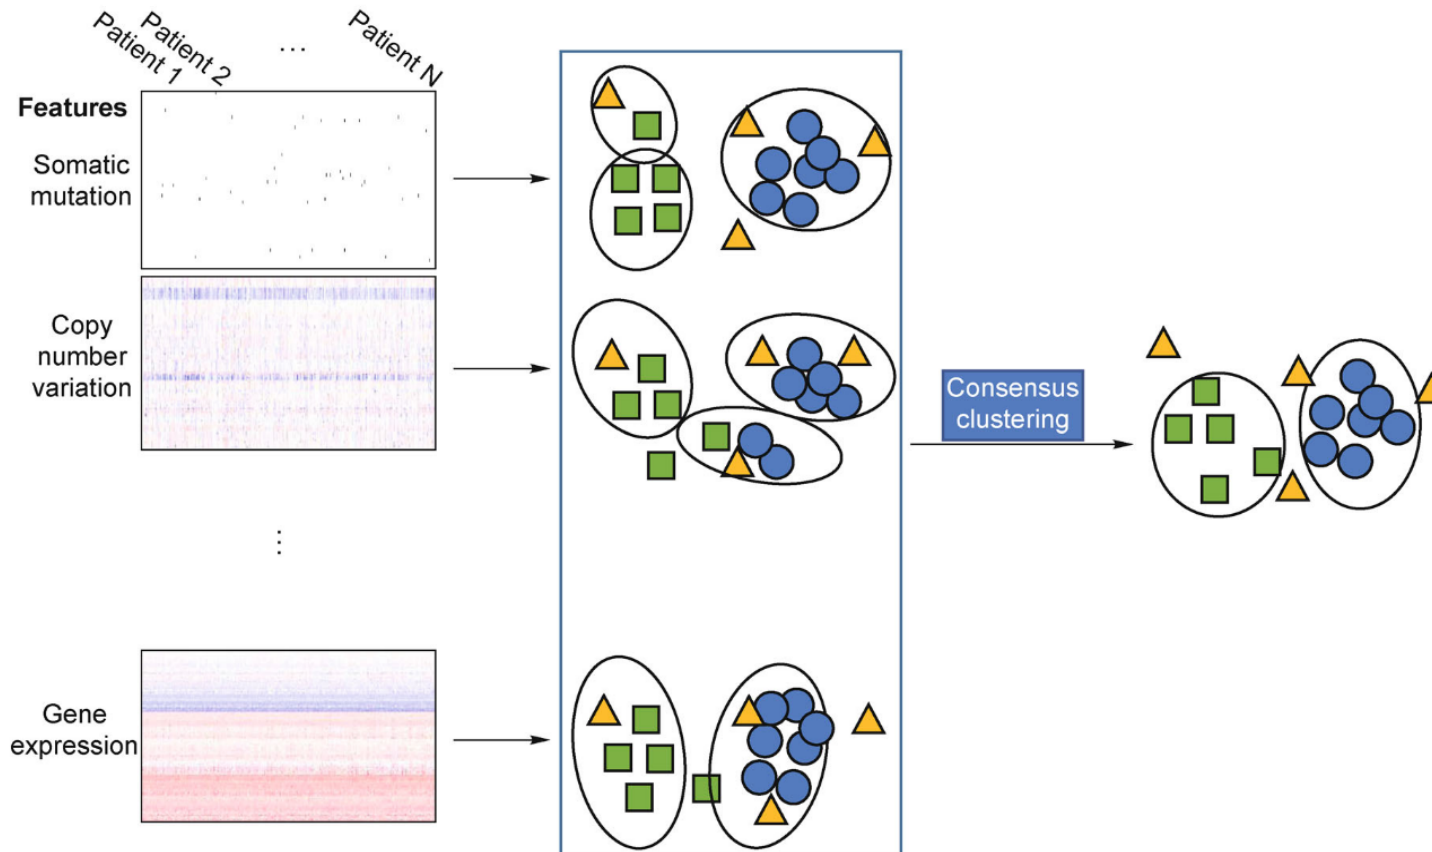 Patient 1
Patient 2
...
Patient N
Features
Somatic
mutation
Copy
number
variation
Consensus
clustering
⋮
Gene
expression